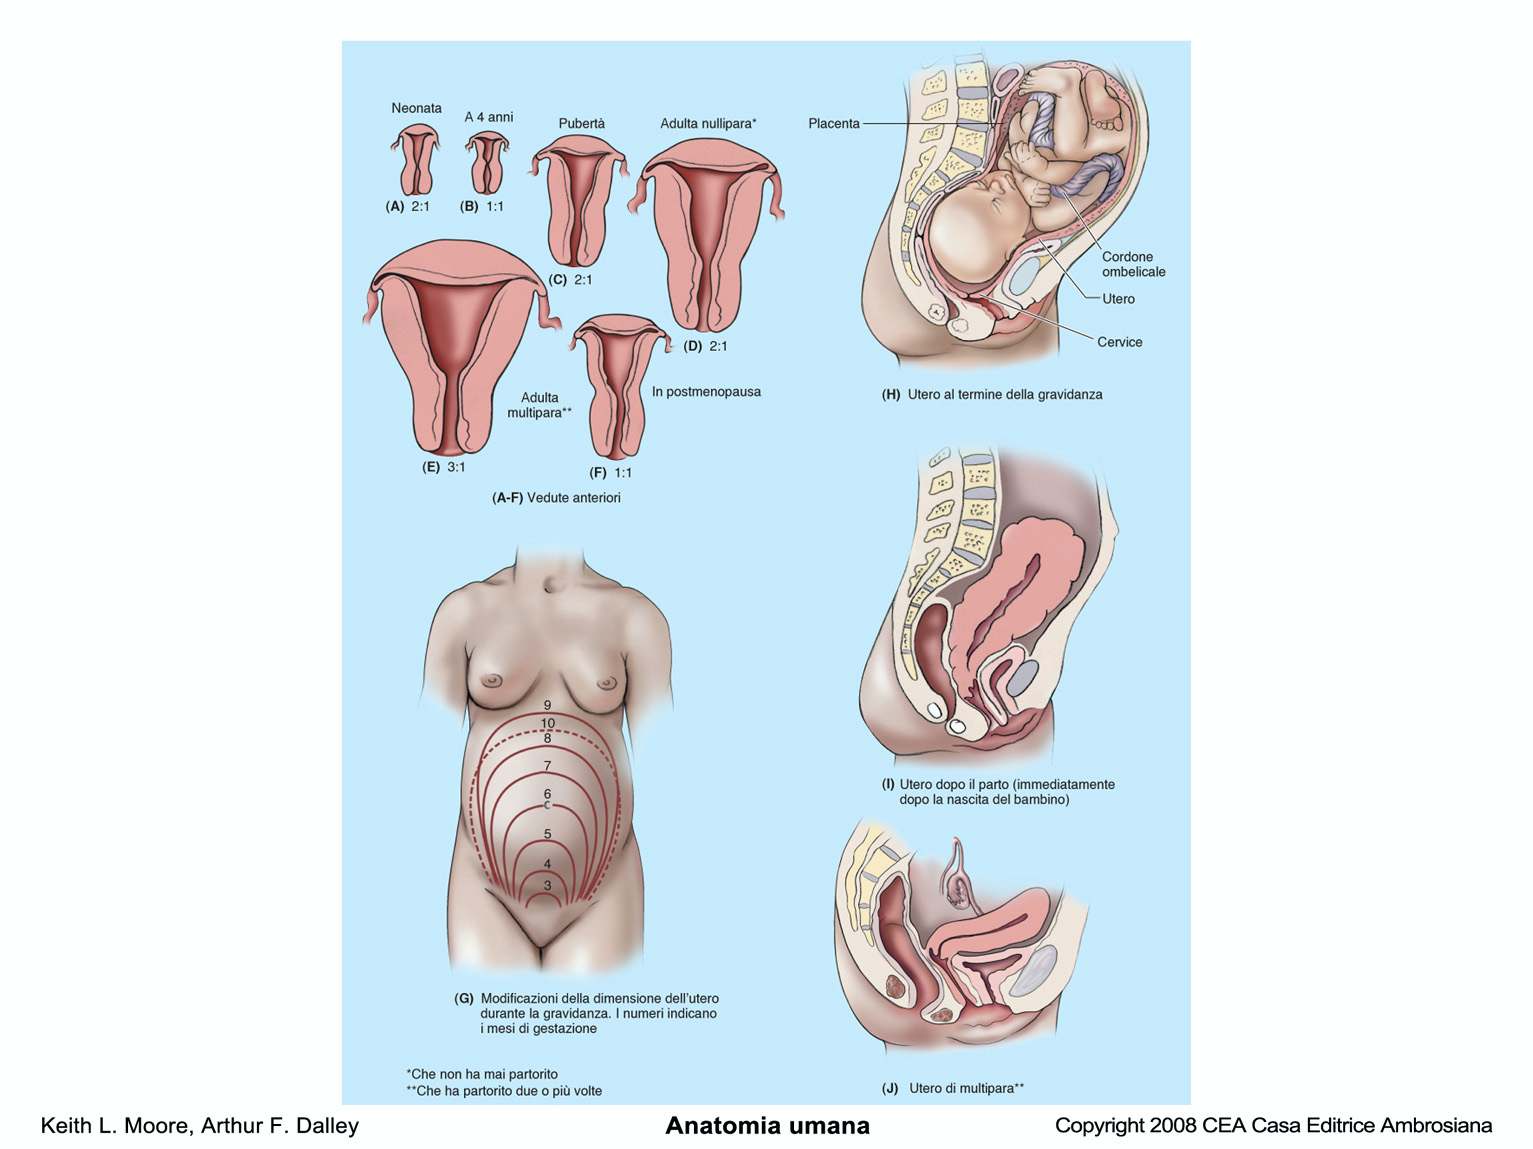 Neonata
A 4 anni
Pubertà
Adulta nullipara*
(A) 2:1
(B) 1:1
(C) 2:1
(D) 2:1
Adulta
multipara**
In postmenopausa
(E) 3:1
(F) 1:1
(A-F) Vedute anteriori
Placenta
Cordone
ombelicale
Utero
Cervice
(H) Utero al termine della gravidanza
9
10
8
7
6
5
4
3
(G) Modificazioni della dimensione dell'utero
durante la gravidanza. I numeri indicano
i mesi di gestazione
(I) Utero dopo il parto (immediatamente
dopo la nascita del bambino)
(J) Utero di multipara**
*Che non ha mai partorito
**Che ha partorito due o più volte
Keith L. Moore, Arthur F. Dalley
Anatomia umana
Copyright 2008 CEA Casa Editrice Ambrosiana